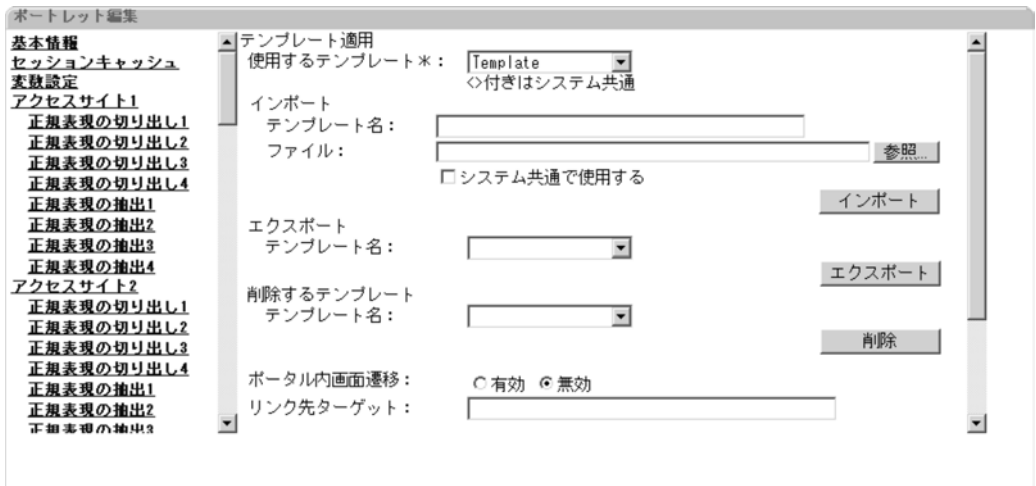 ポートレット編集
基本情報
セッションキャッシュ
変数設定
アクセスサイト1
正規表現の切り出し1
正規表現の切り出し2
正規表現の切り出し3
正規表現の切り出し4
正規表現の抽出1
正規表現の抽出2
正規表現の抽出3
正規表現の抽出4
アクセスサイト2
正規表現の切り出し1
正規表現の切り出し2
正規表現の切り出し3
正規表現の切り出し4
正規表現の抽出1
正規表現の抽出2
正規表現の抽出3
テンプレート適用
使用するテンプレート*： Template
<>付きはシステム共通
インポート
テンプレート名：
ファイル： 参照...
システム共通で使用する
インポート
エクスポート
テンプレート名：
エクスポート
削除するテンプレート
テンプレート名：
削除
ポータル内画面遷移： 有効 無効
リンク先ターゲット：